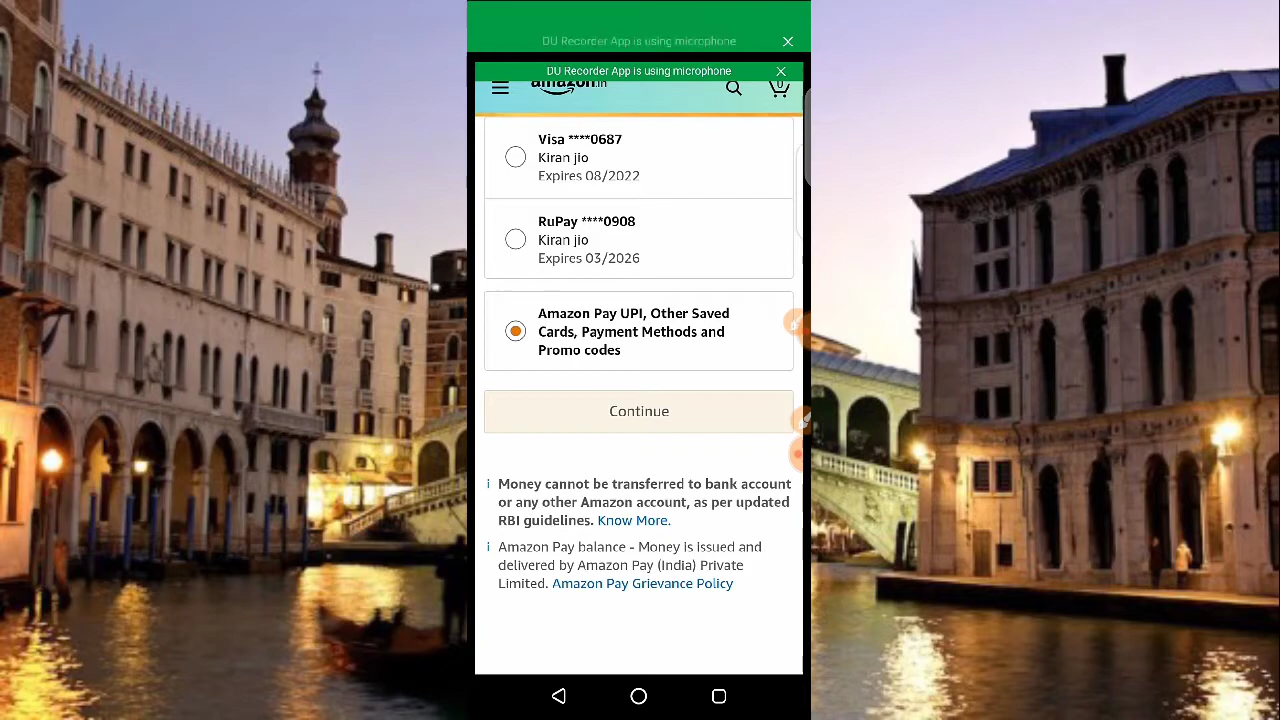 DU Recorder App is using microphone
DU Recorder App is using microphone
amazon.in
0
Visa ****0687
Kiran jio
Expires 08/2022
RuPay ****0908
Kiran jio
Expires 03/2026
Amazon Pay UPI, Other Saved
Cards, Payment Methods and
Promo codes
Continue
i Money cannot be transferred to bank account
or any other Amazon account, as per updated
RBI guidelines. Know More.
i Amazon Pay balance - Money is issued and
delivered by Amazon Pay (India) Private
Limited. Amazon Pay Grievance Policy